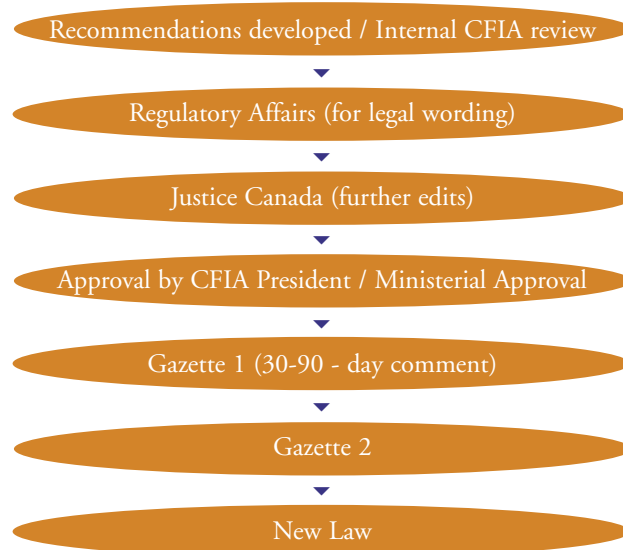 Recommendations developed / Internal CFIA review
Regulatory Affairs (for legal wording)
Justice Canada (further edits)
Approval by CFIA President / Ministerial Approval
Gazette 1 (30-90 - day comment)
Gazette 2
New Law